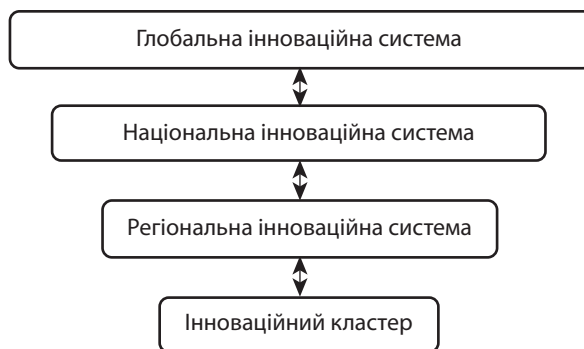 Глобальна інноваційна система
Національна інноваційна система
Регіональна інноваційна система
Інноваційний кластер